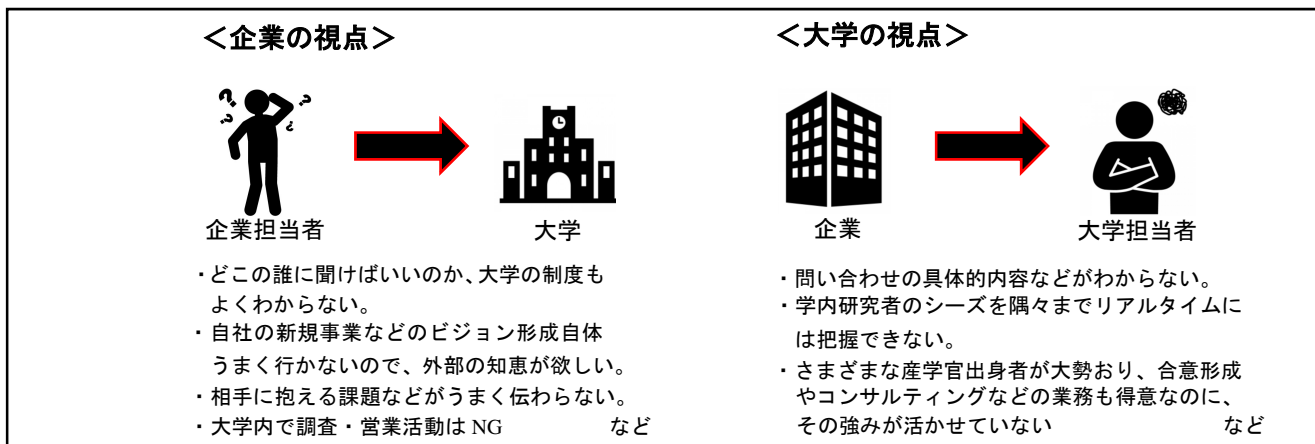 ＜企業の視点＞
企業担当者
大学
・どこの誰に聞けばいいのか、大学の制度も
よくわからない。
・自社の新規事業などのビジョン形成自体
うまく行かないので、外部の知恵が欲しい。
・相手に抱える課題などがうまく伝わらない。
・大学内で調査・営業活動は NG など
＜大学の視点＞
企業
大学担当者
・問い合わせの具体的内容などがわからない。
・学内研究者のシーズを隅々までリアルタイムに
は把握できない。
・さまざまな産学官出身者が大勢おり、合意形成
やコンサルティングなどの業務も得意なのに、
その強みが活かせていない など